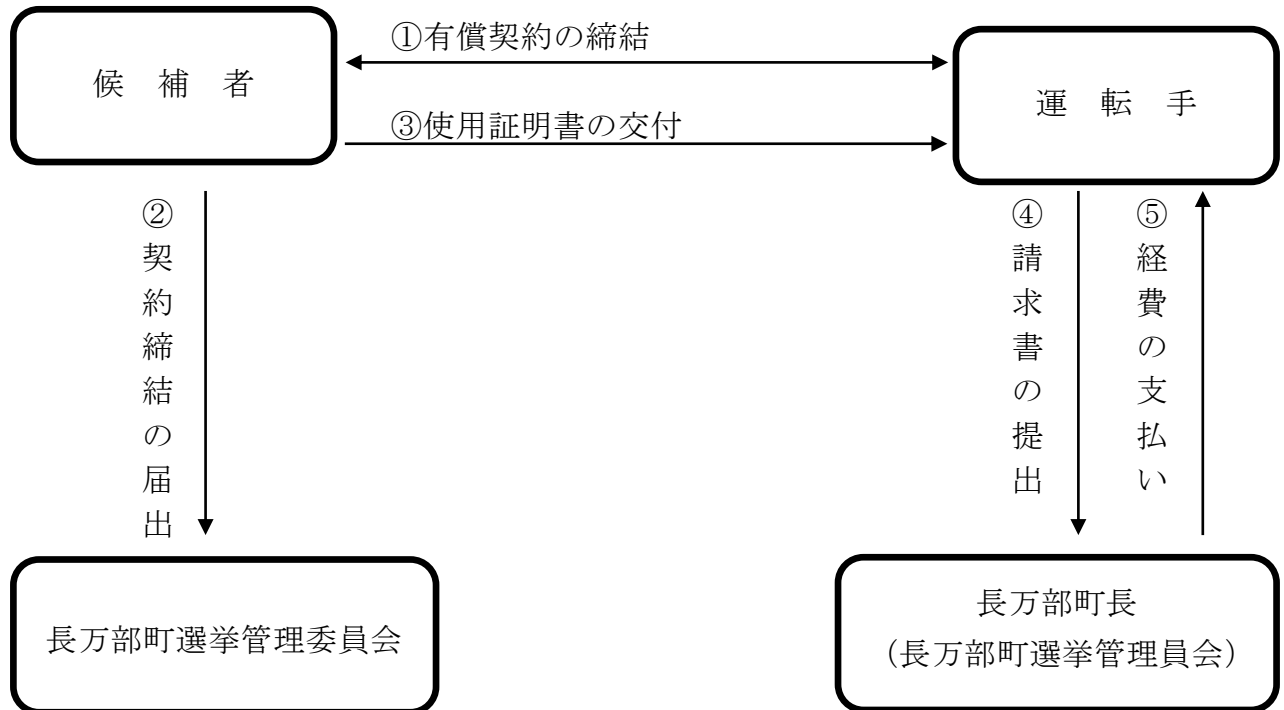 ①有償契約の締結
候 補 者
運 転 手
③使用証明書の交付
②契約締結の届出
④請求書の提出
⑤経費の支払い
長万部町選挙管理委員会
長万部町長
(長万部町選挙管理員会)